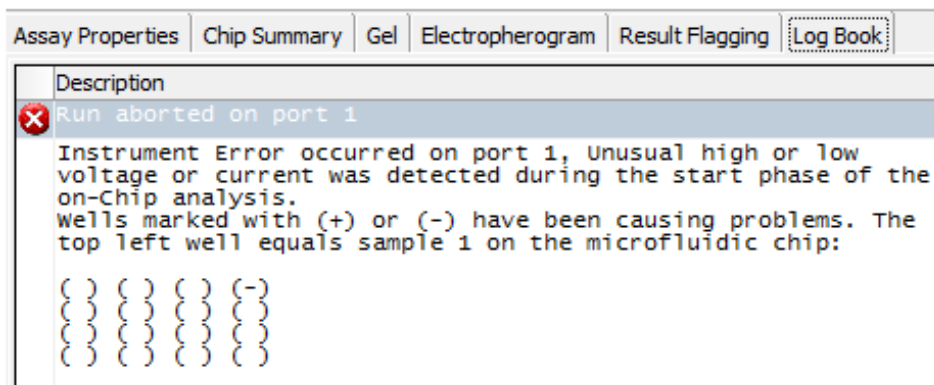 Assay Properties Chip Summary Gel Electropherogram Result Flagging Log Book
Description
Run aborted on port 1
Instrument Error occurred on port 1, Unusual high or low
voltage or current was detected during the start phase of the
on-Chip analysis.
Wells marked with (+) or (-) have been causing problems. The
top left well equals sample 1 on the microfluidic chip:
( ) ( ) ( ) (-)
( ) ( ) ( ) ( )
( ) ( ) ( ) ( )
( ) ( ) ( ) ( )